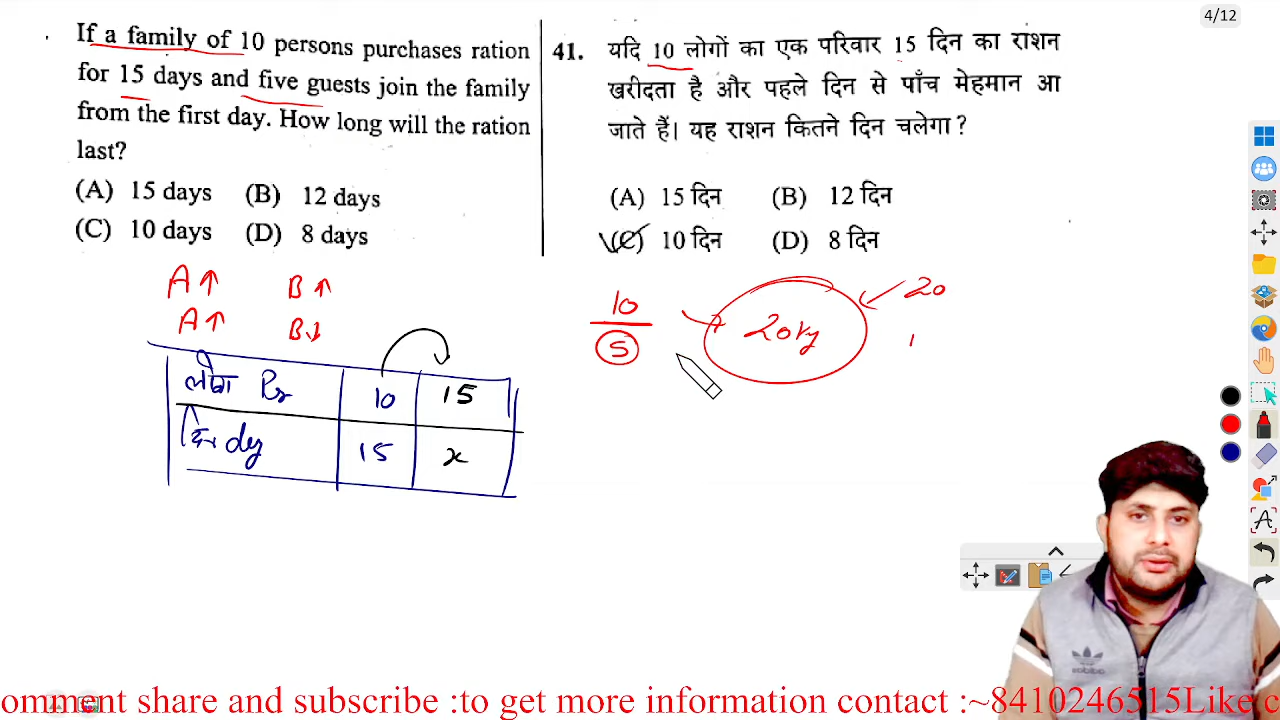 4/12
If a family of 10 persons purchases ration
for 15 days and five guests join the family
from the first day. How long will the ration
last?
(A) 15 days (B) 12 days
(C) 10 days (D) 8 days
41. यदि 10 लोगों का एक परिवार 15 दिन का राशन
खरीदता है और पहले दिन से पाँच मेहमान आ
जाते हैं। यह राशन कितने दिन चलेगा?
(A) 15 दिन (B) 12 दिन
(C) 10 दिन (D) 8 दिन
A↑ B↑
A↑ B↓
10 15
दिन day 15 x
10
5
20kg
20
omment share and subscribe :to get more information contact :~8410246515Like c